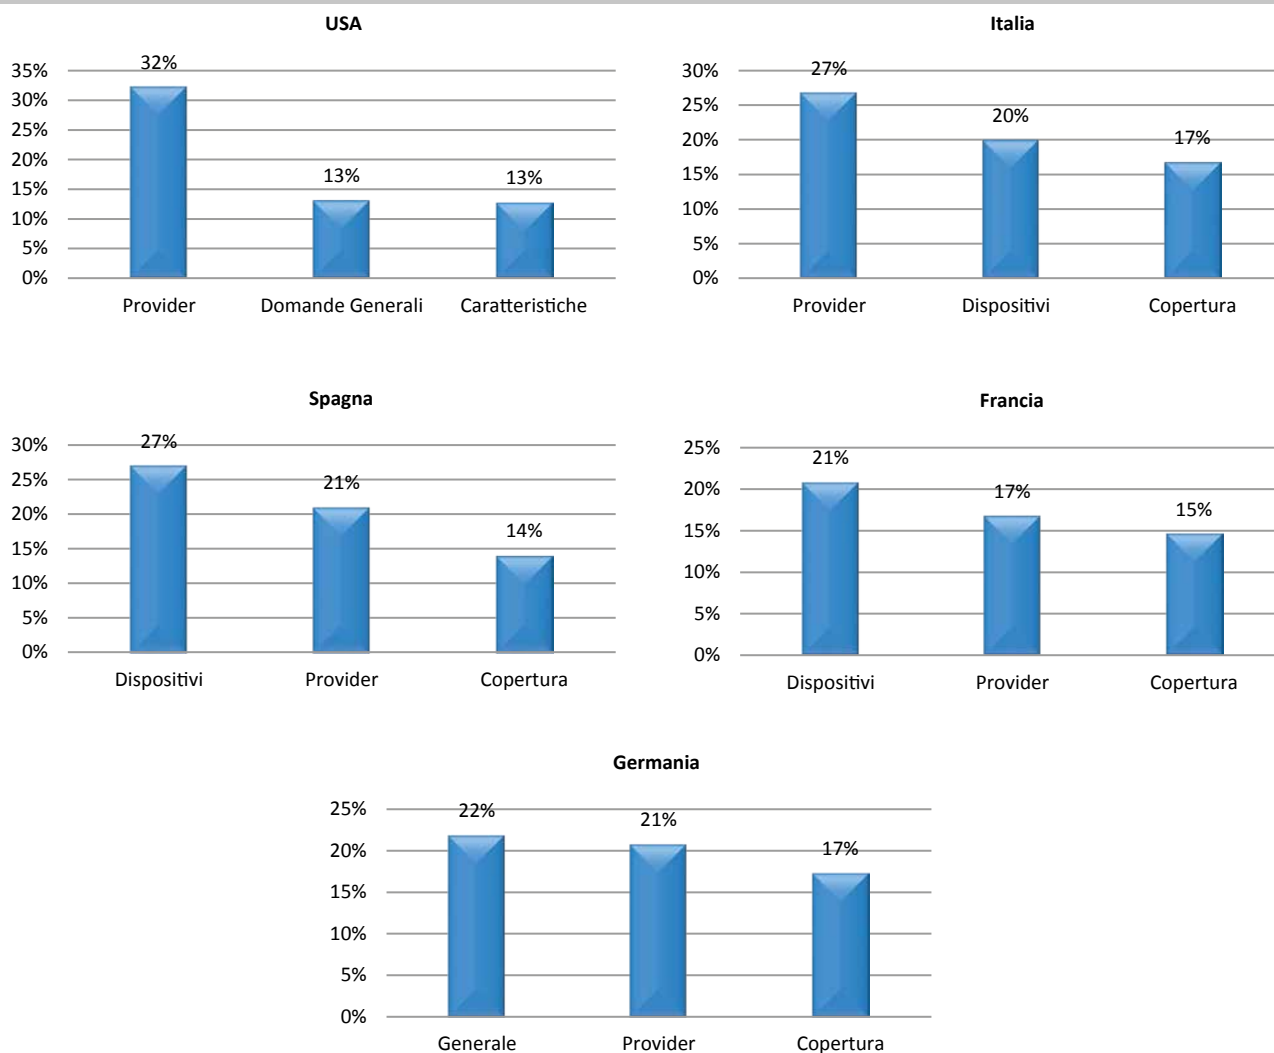 USA
32%
35%
30%
25%
20%
15%
10%
5%
0%
13%
13%
Provider
Domande Generali
Caratteristiche
Italia
27%
30%
25%
20%
15%
10%
5%
0%
20%
17%
Provider
Dispositivi
Copertura
Spagna
27%
30%
25%
20%
15%
10%
5%
0%
21%
14%
Dispositivi
Provider
Copertura
Francia
25%
20%
15%
10%
5%
0%
21%
17%
15%
Dispositivi
Provider
Copertura
Germania
25%
20%
15%
10%
5%
0%
22%
21%
17%
Generale
Provider
Copertura